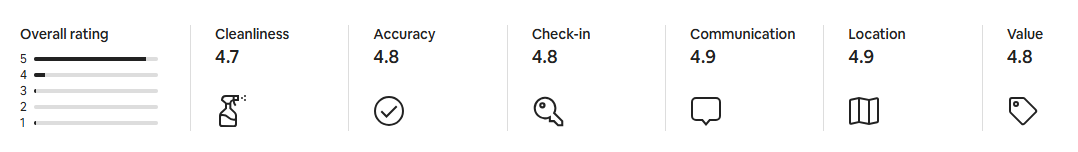 Overall rating
5
4
3
2
1
Cleanliness
4.7
Accuracy
4.8
Check-in
4.8
Communication
4.9
Location
4.9
Value
4.8